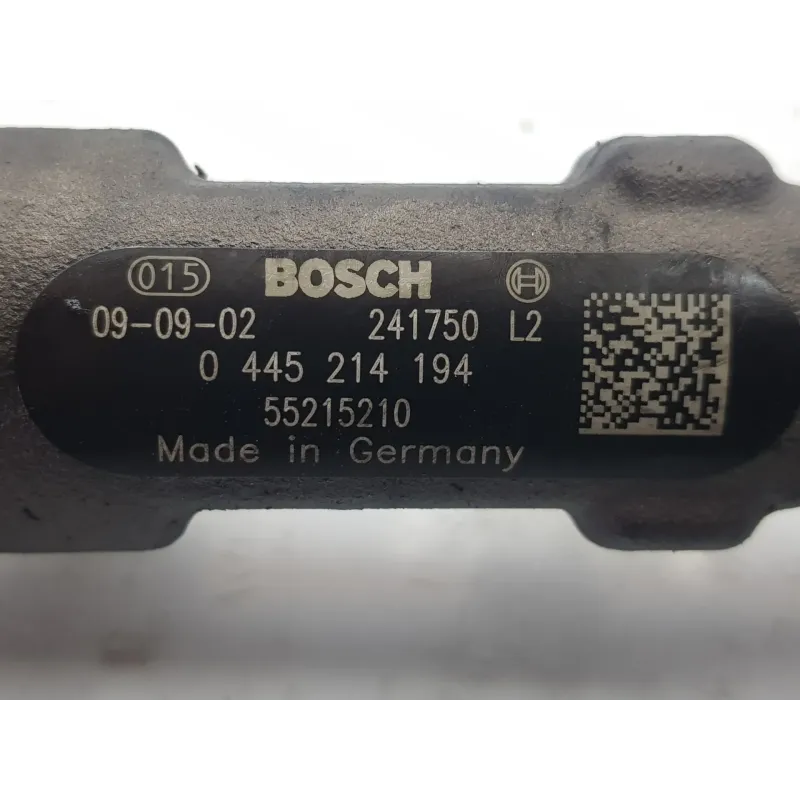 015 BOSCH
09-09-02 241750 L2
0 445 214 194
55215210
Made in Germany